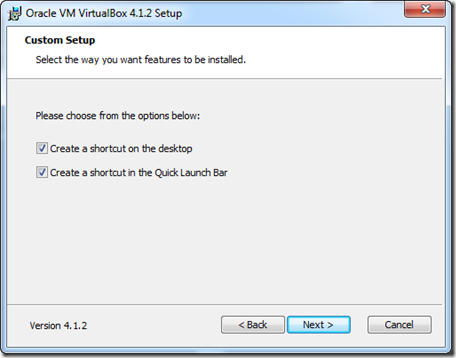 Oracle VM VirtualBox 4.1.2 Setup
Custom Setup
Select the way you want features to be installed.
Please choose from the options below:
Create a shortcut on the desktop
Create a shortcut in the Quick Launch Bar
Version 4.1.2
< Back
Next >
Cancel